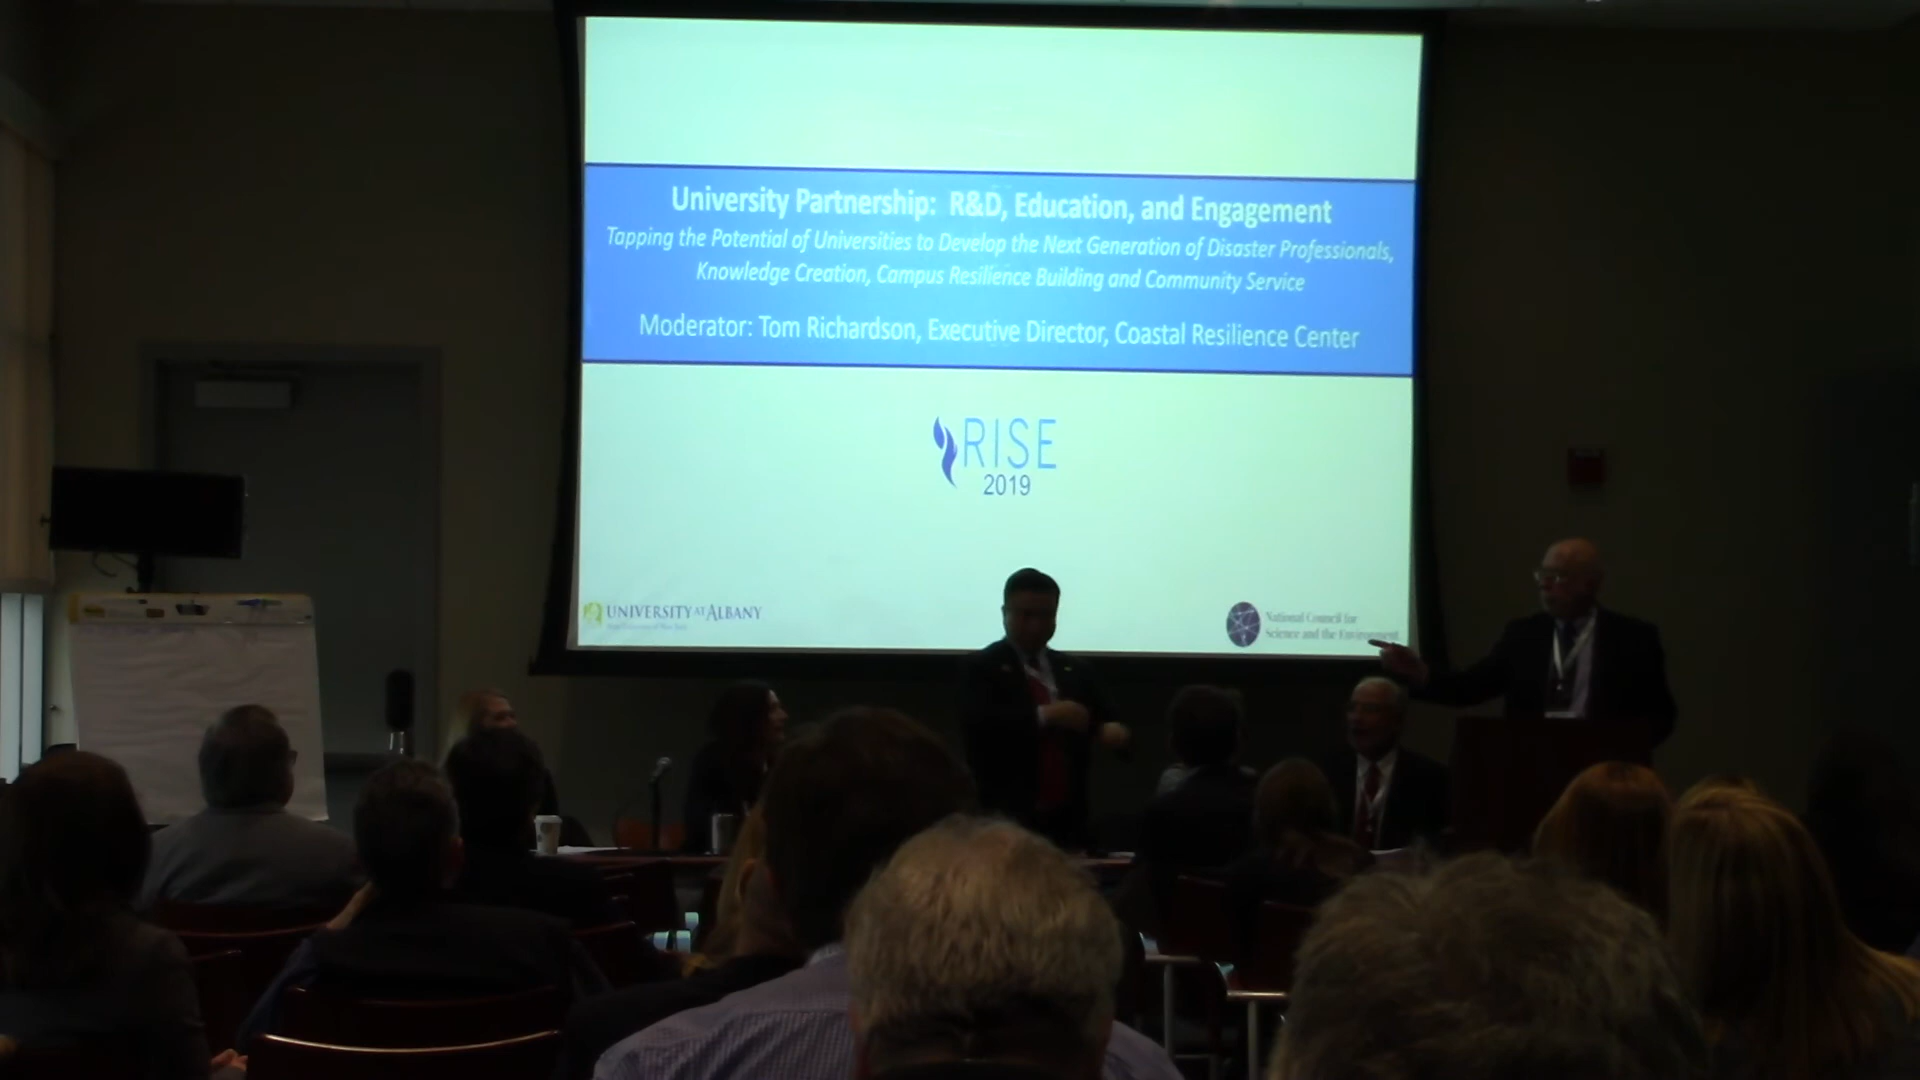 University Partnership: R&D, Education, and Engagement
Tapping the Potential of Universities to Develop the Next Generation of Disaster Professionals,
Knowledge Creation, Campus Resilience Building and Community Service
Moderator: Tom Richardson, Executive Director, Coastal Resilience Center
RISE
2019
UNIVERSITY AT ALBANY
National Council for
Science and the Environment